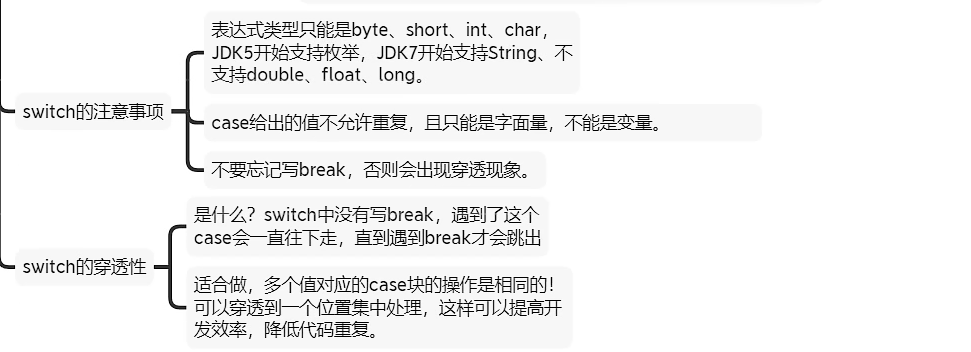 switch的注意事项
表达式类型只能是byte、short、int、char，
JDK5开始支持枚举，JDK7开始支持String、不
支持double、float、long。
case给出的值不允许重复，且只能是字面量，不能是变量。
不要忘记写break，否则会出现穿透现象。
switch的穿透性
是什么？switch中没有写break，遇到了这个
case会一直往下走，直到遇到break才会跳出
适合做，多个值对应的case块的操作是相同的！
可以穿透到一个位置集中处理，这样可以提高开
发效率，降低代码重复。